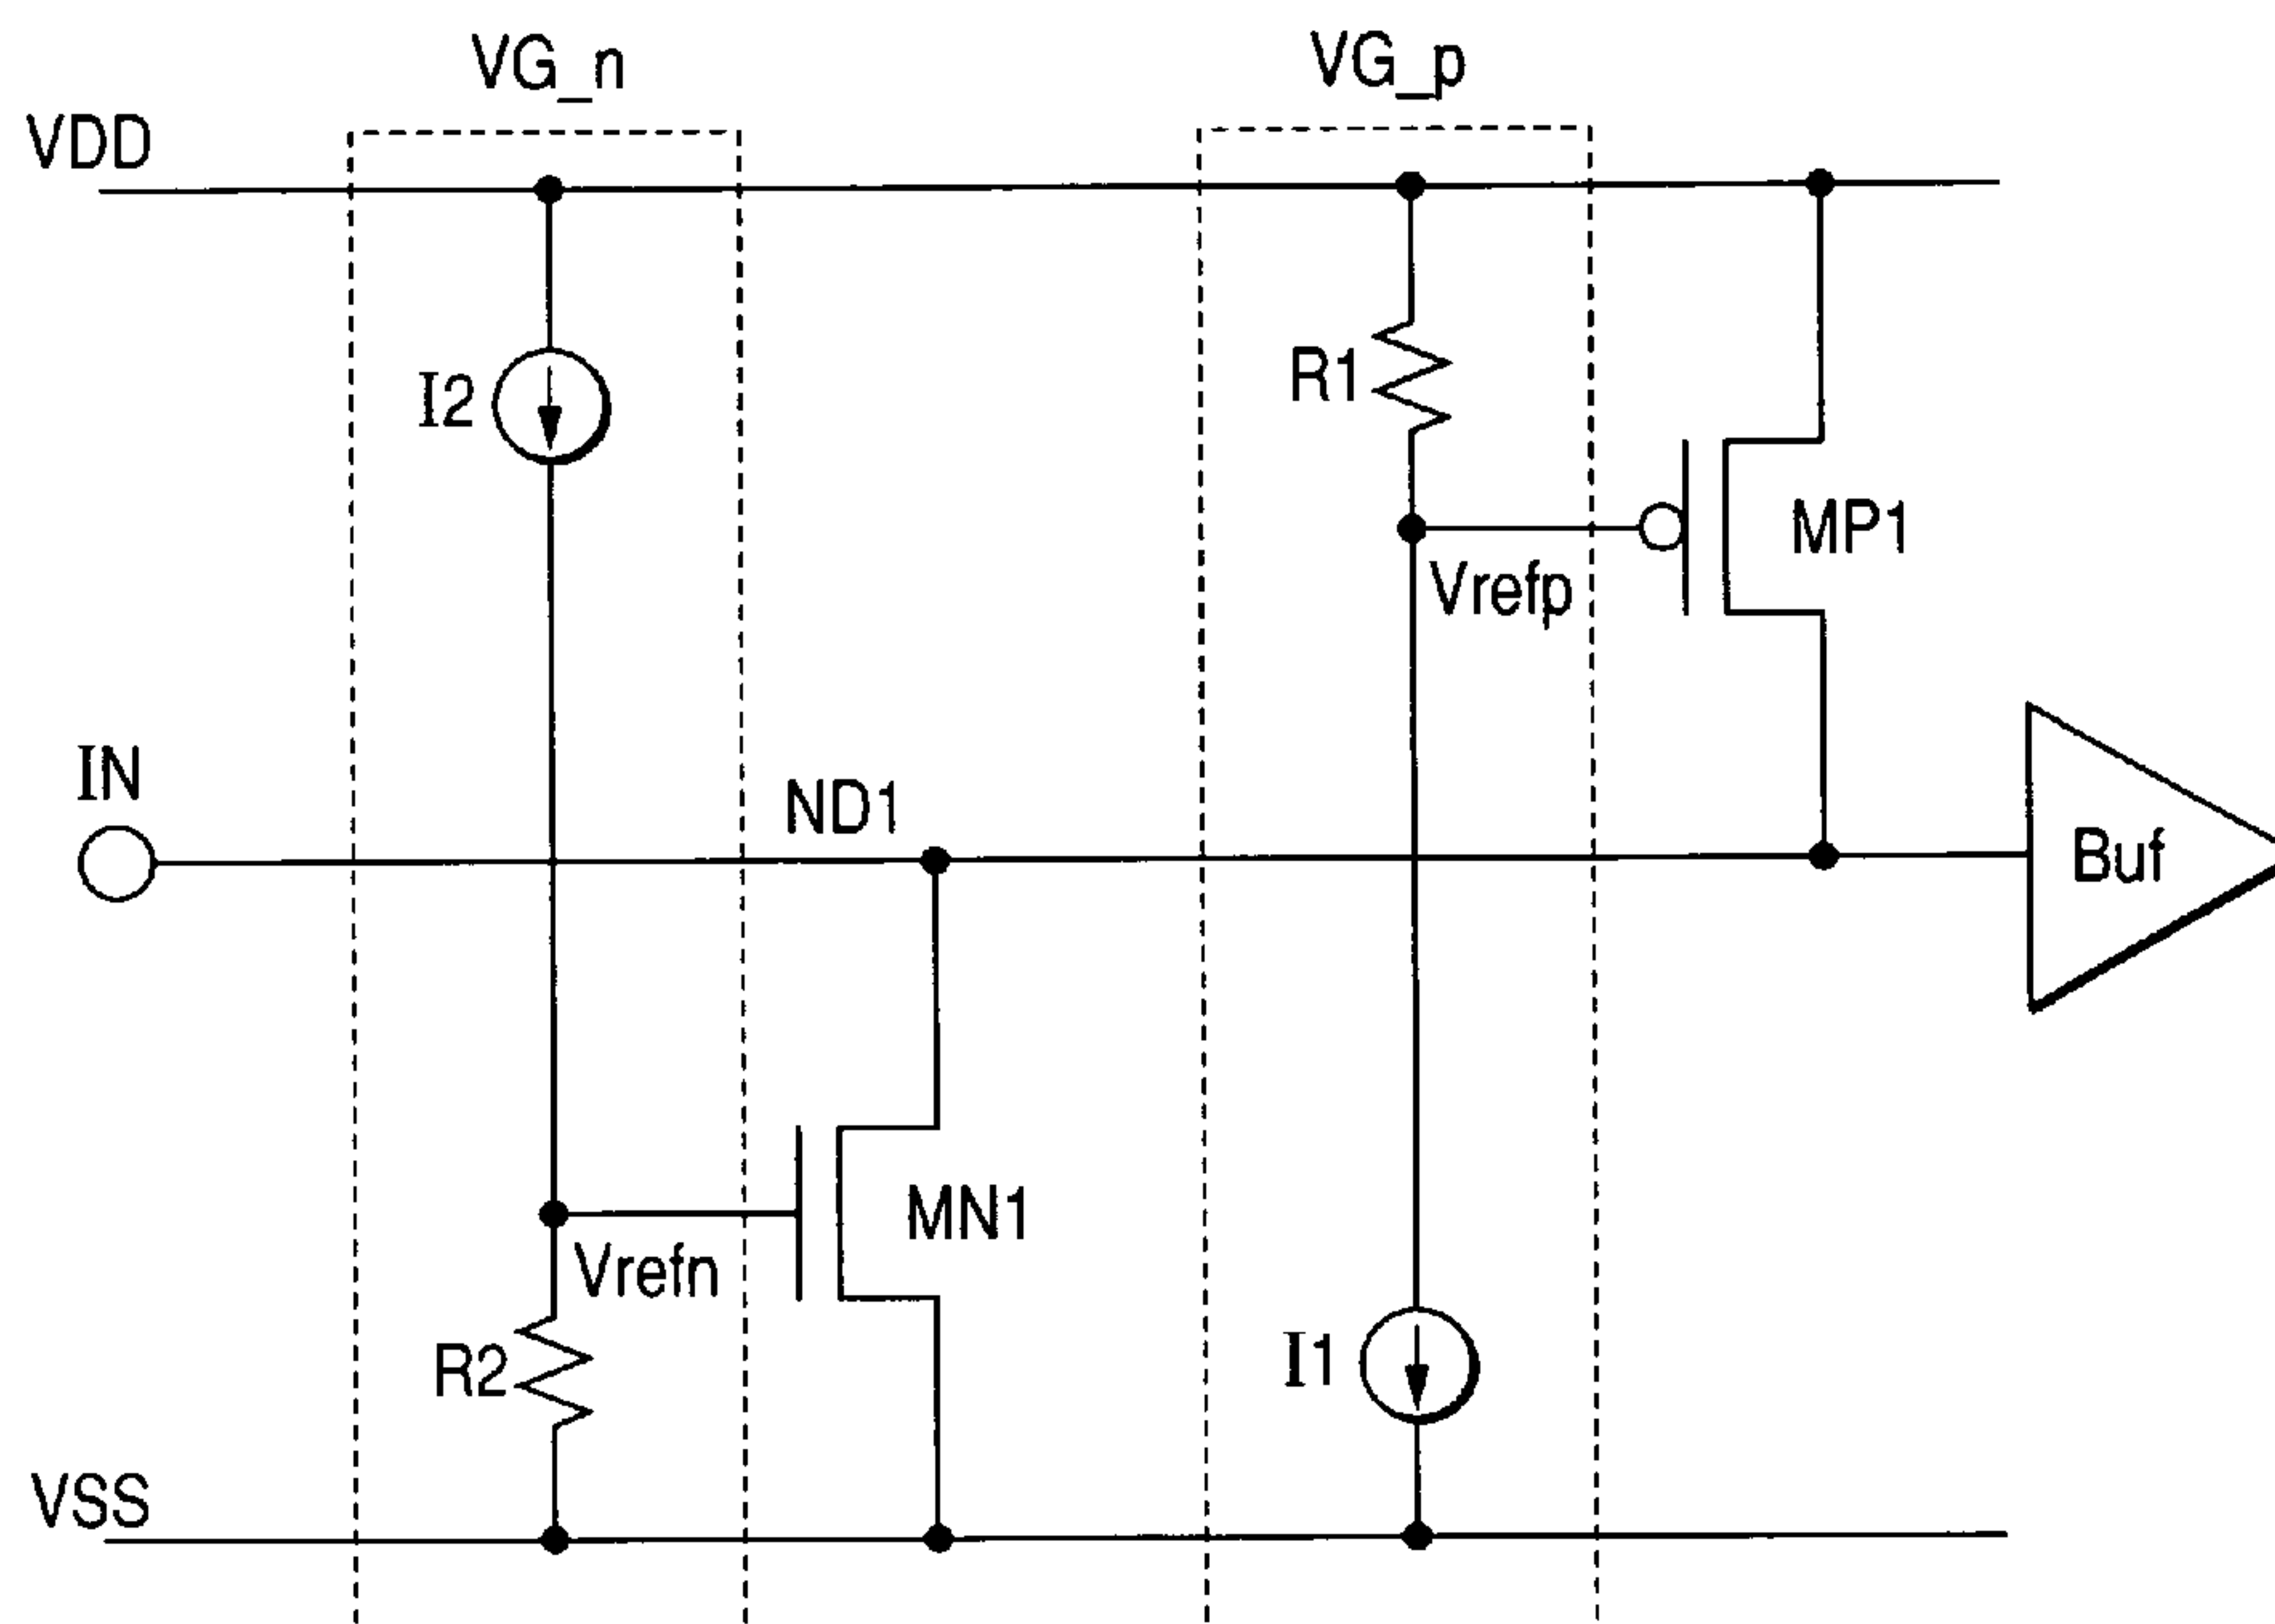 VG_n
VG_p
VDD
I2
R1
MP1
Vrefp
IN
ND1
Buf
MN1
Vrefn
R2
I1
VSS